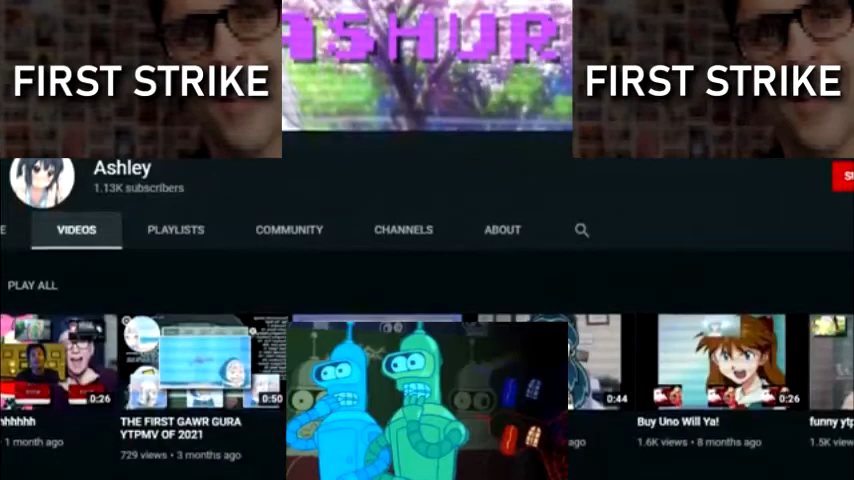 FIRST STRIKE
ASHUR
FIRST STRIKE
Ashley
1.13K subscribers
VIDEOS PLAYLISTS COMMUNITY CHANNELS ABOUT
PLAY ALL
0:26
0:50
0:44
0:26
THE FIRST GAWR GURA
YTPMV OF 2021
Buy Uno Will Ya!
funny ytp
1 month ago
729 views • 3 months ago
ago
1.6K views • 8 months ago
1.5K view